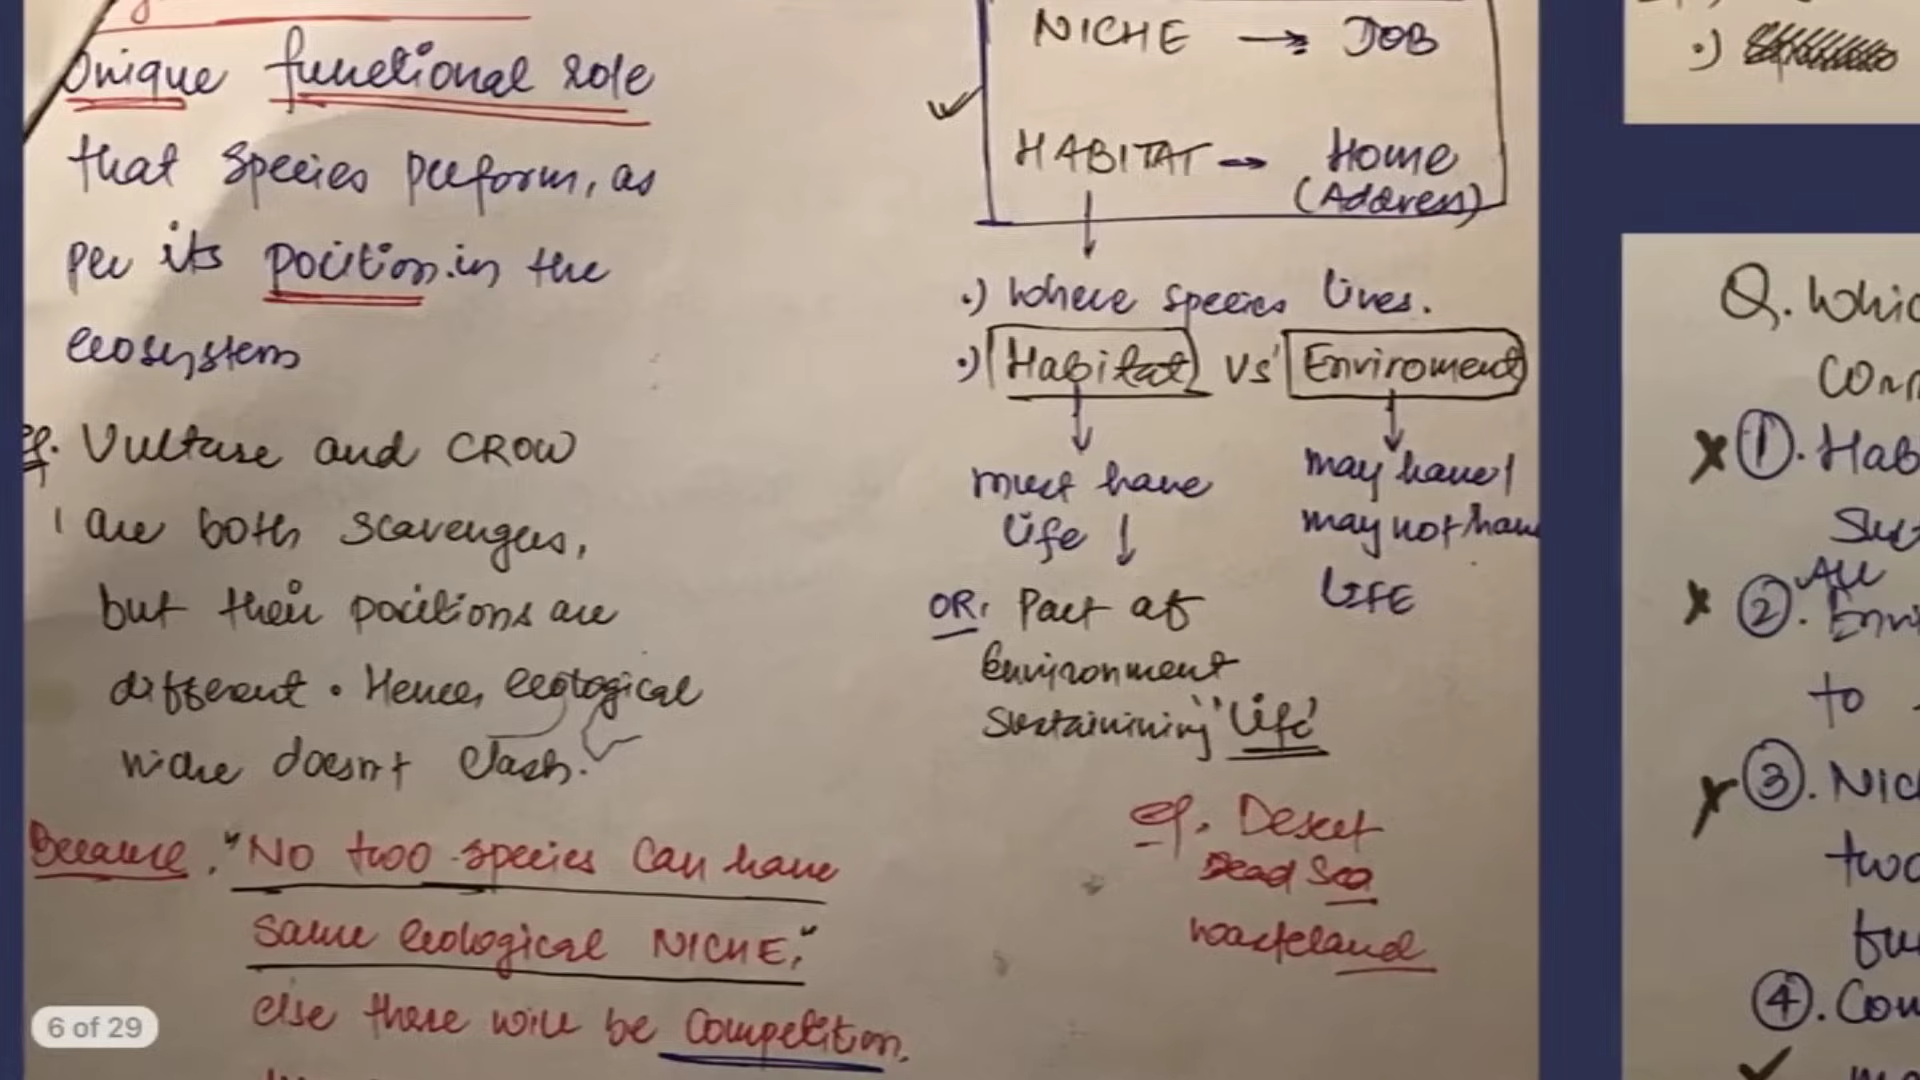 Unique functional role
that species perform, as
per its position in the
ecosystem
eg. Vulture and CROW
are both scavengers,
but their positions are
different. Hence, ecological
niche doesn't clash.
Because, "No two species can have
same ecological NICHE,"
else there will be competition.
NICHE → JOB
HABITAT → Home
(Address)
.) Where species lives.
.) Habitat vs Enviroment
must have
life
may have/
may not have
LIFE
OR, Part of
Environment
Sustainining "life"
eg. Desert
Dead Sea
wasteland
.)
Q. Whic
Con
1. Hab
All
2. Env
to
3. Nic
two
fu
4. Con
6 of 29